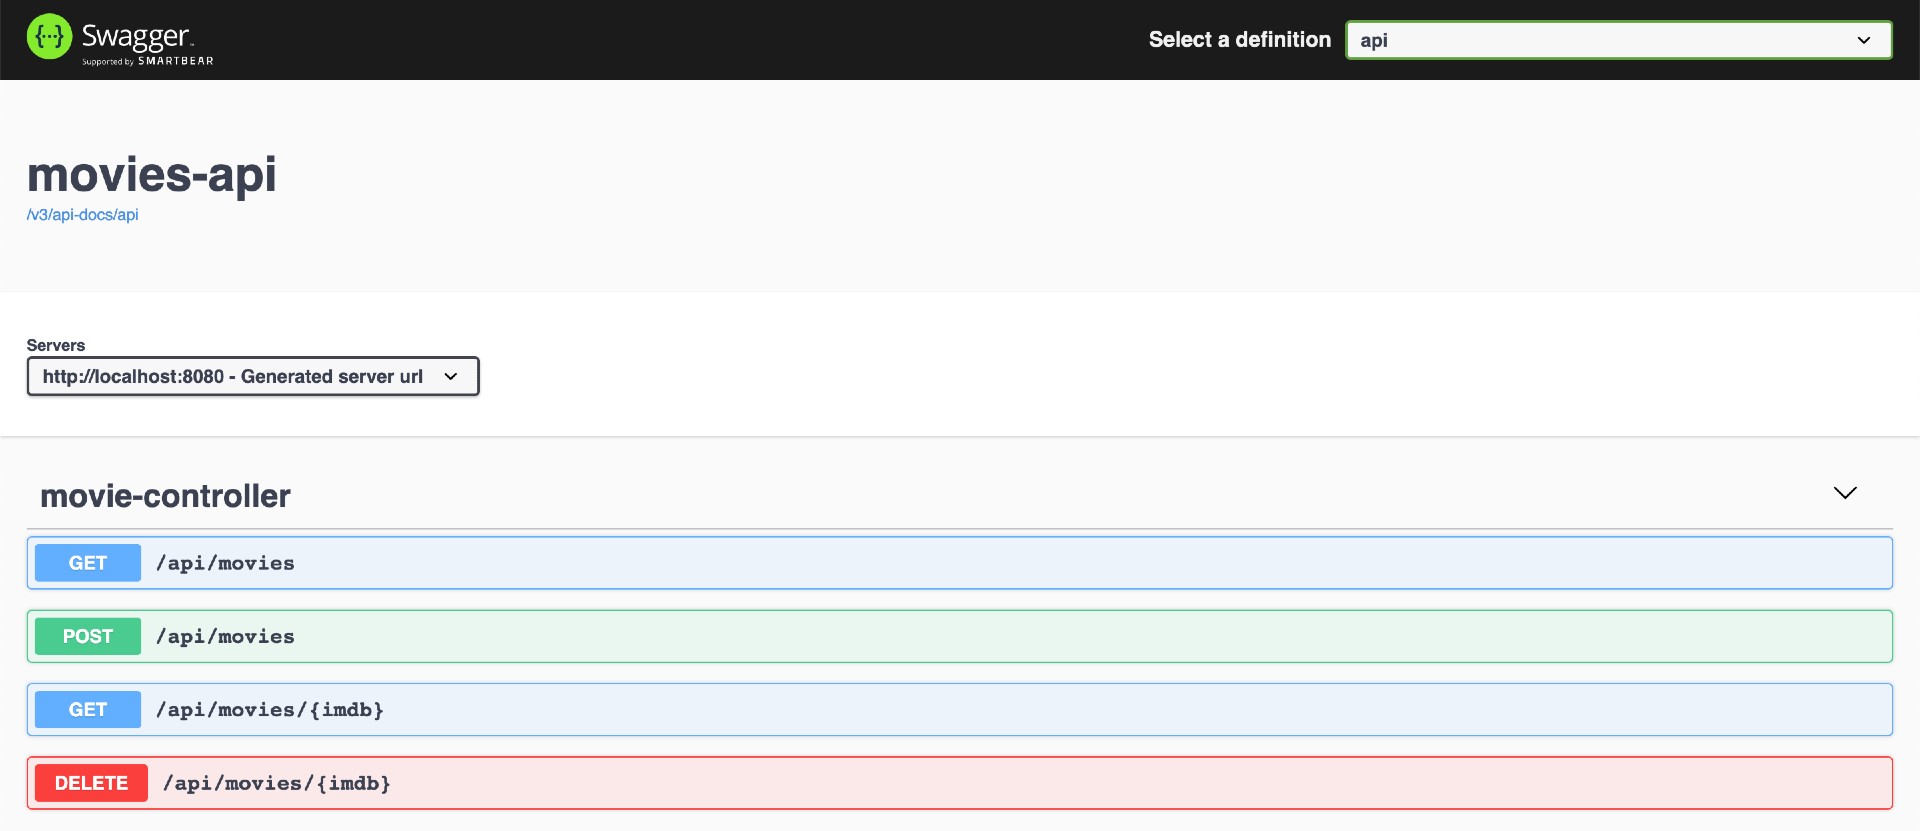 {...} Swagger.
Supported by SMARTBEAR
Select a definition
api
movies-api
/v3/api-docs/api
Servers
http://localhost:8080 - Generated server url
movie-controller
GET /api/movies
POST /api/movies
GET /api/movies/{imdb}
DELETE /api/movies/{imdb}